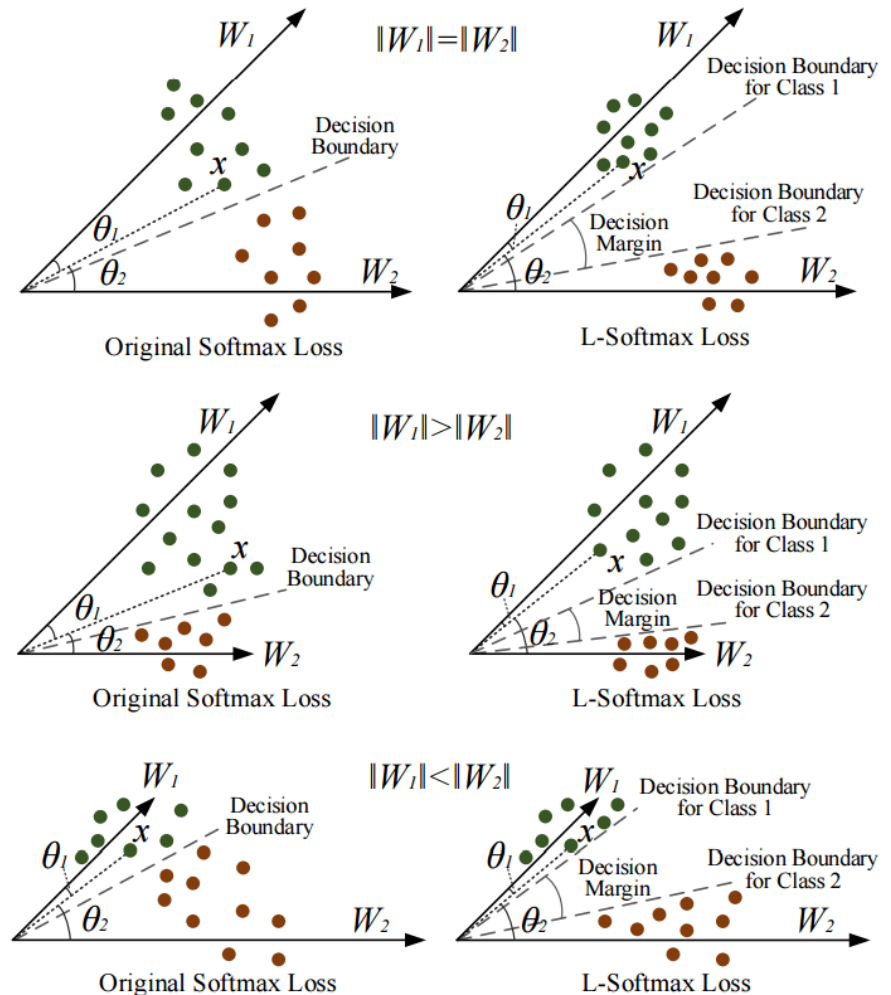 ‖W₁‖=‖W₂‖
W₁
Decision
Boundary
x
θ₁
θ₂
W₂
Original Softmax Loss
W₁
Decision Boundary
for Class 1
x
θ₁
Decision
Margin
Decision Boundary
for Class 2
θ₂
W₂
L-Softmax Loss
‖W₁‖>‖W₂‖
W₁
x
Decision
Boundary
θ₁
θ₂
W₂
Original Softmax Loss
W₁
Decision Boundary
for Class 1
x
θ₁
Decision
Margin
Decision Boundary
for Class 2
θ₂
W₂
L-Softmax Loss
‖W₁‖<‖W₂‖
W₁
Decision
Boundary
x
θ₁
θ₂
W₂
Original Softmax Loss
W₁
Decision Boundary
for Class 1
x
θ₁
Decision
Margin
Decision Boundary
for Class 2
θ₂
W₂
L-Softmax Loss